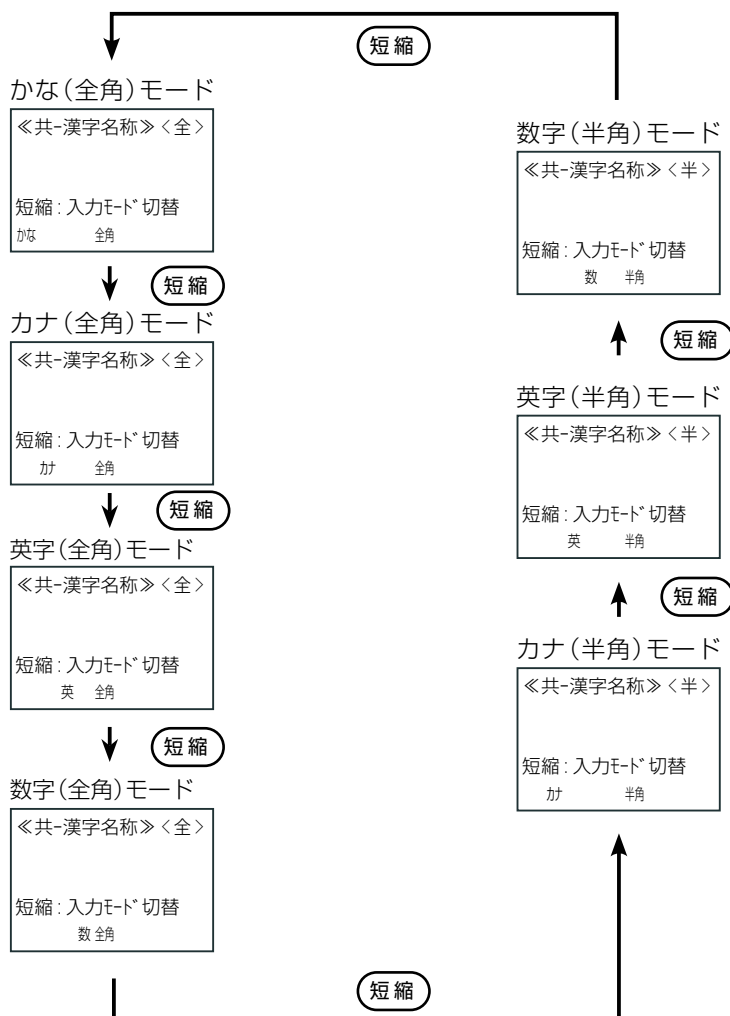 短縮
かな(全角)モード
≪共-漢字名称≫〈全〉
短縮:入力ﾓｰﾄﾞ切替
かな 全角
短縮
カナ(全角)モード
≪共-漢字名称≫〈全〉
短縮:入力ﾓｰﾄﾞ切替
ｶﾅ 全角
短縮
英字(全角)モード
≪共-漢字名称≫〈全〉
短縮:入力ﾓｰﾄﾞ切替
英 全角
短縮
数字(全角)モード
≪共-漢字名称≫〈全〉
短縮:入力ﾓｰﾄﾞ切替
数 全角
短縮
数字(半角)モード
≪共-漢字名称≫〈半〉
短縮:入力ﾓｰﾄﾞ切替
数 半角
短縮
英字(半角)モード
≪共-漢字名称≫〈半〉
短縮:入力ﾓｰﾄﾞ切替
英 半角
短縮
カナ(半角)モード
≪共-漢字名称≫〈半〉
短縮:入力ﾓｰﾄﾞ切替
ｶﾅ 半角